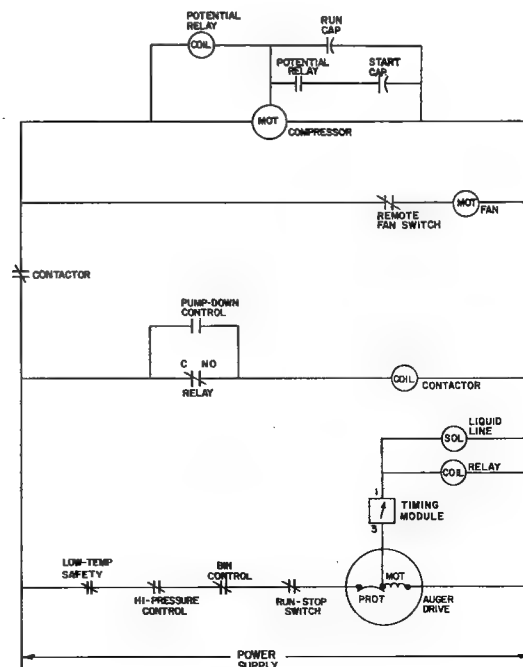 POTENTIAL
RELAY
COIL
RUN
CAP
POTENTIAL
RELAY
START
CAP
MOT
COMPRESSOR
REMOTE
FAN SWITCH
MOT
FAN
CONTACTOR
PUMP-DOWN
CONTROL
C NO
RELAY
COIL
CONTACTOR
SOL
LIQUID
LINE
COIL
RELAY
1
TIMING
MODULE
3
LOW-TEMP
SAFETY
HI-PRESSURE
CONTROL
BIN
CONTROL
RUN-STOP
SWITCH
MOT
PROT
AUGER
DRIVE
POWER
SUPPLY